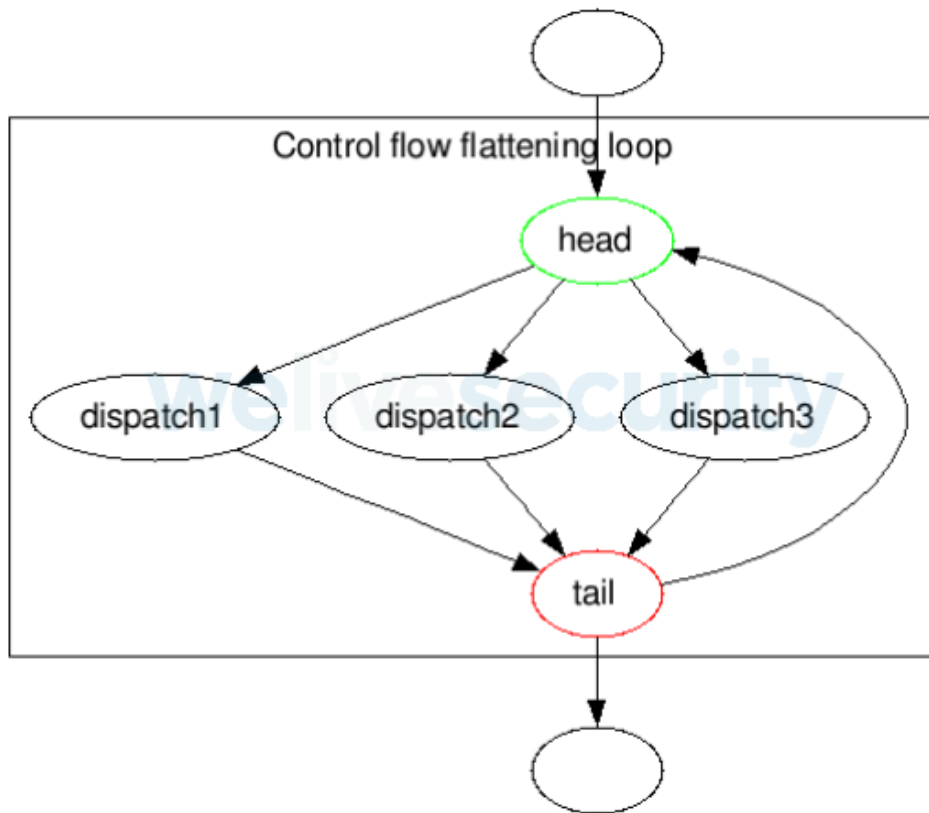 Control flow flattening loop
head
welivesecurity
dispatch1
dispatch2
dispatch3
tail